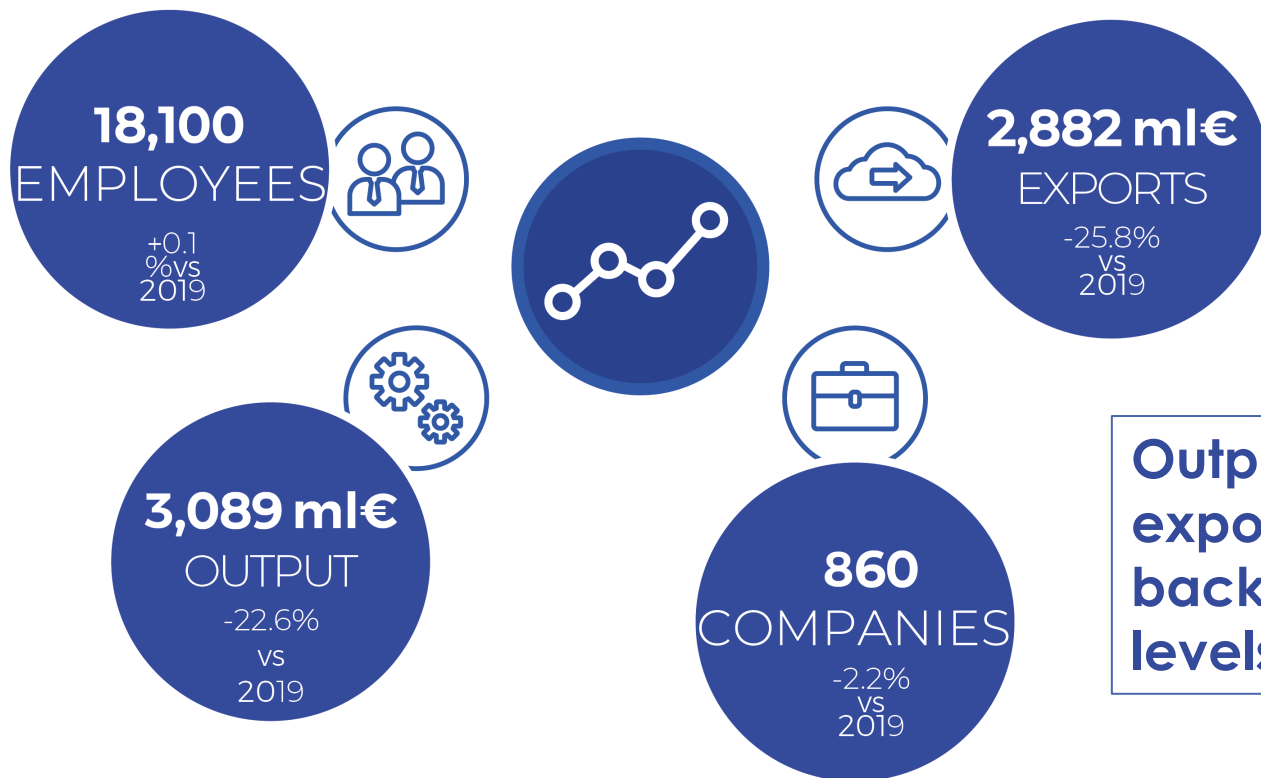 18,100
EMPLOYEES
+0.1
%vs
2019
2,882 ml€
EXPORTS
-25.8%
vs
2019
3,089 ml€
OUTPUT
-22.6%
vs
2019
860
COMPANIES
-2.2%
vs
2019
back